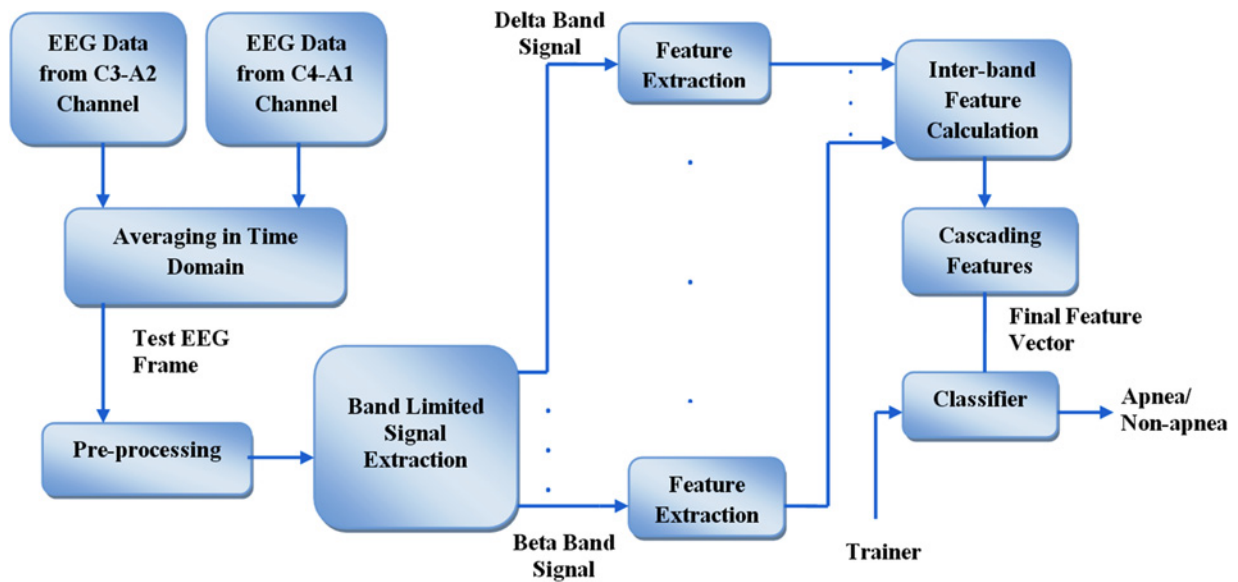 EEG Data
from C3-A2
Channel
EEG Data
from C4-A1
Channel
Averaging in Time
Domain
Test EEG
Frame
Pre-processing
Band Limited
Signal
Extraction
Delta Band
Signal
Feature
Extraction
Beta Band
Signal
Feature
Extraction
Inter-band
Feature
Calculation
Cascading
Features
Final Feature
Vector
Classifier
Trainer
Apnea/
Non-apnea